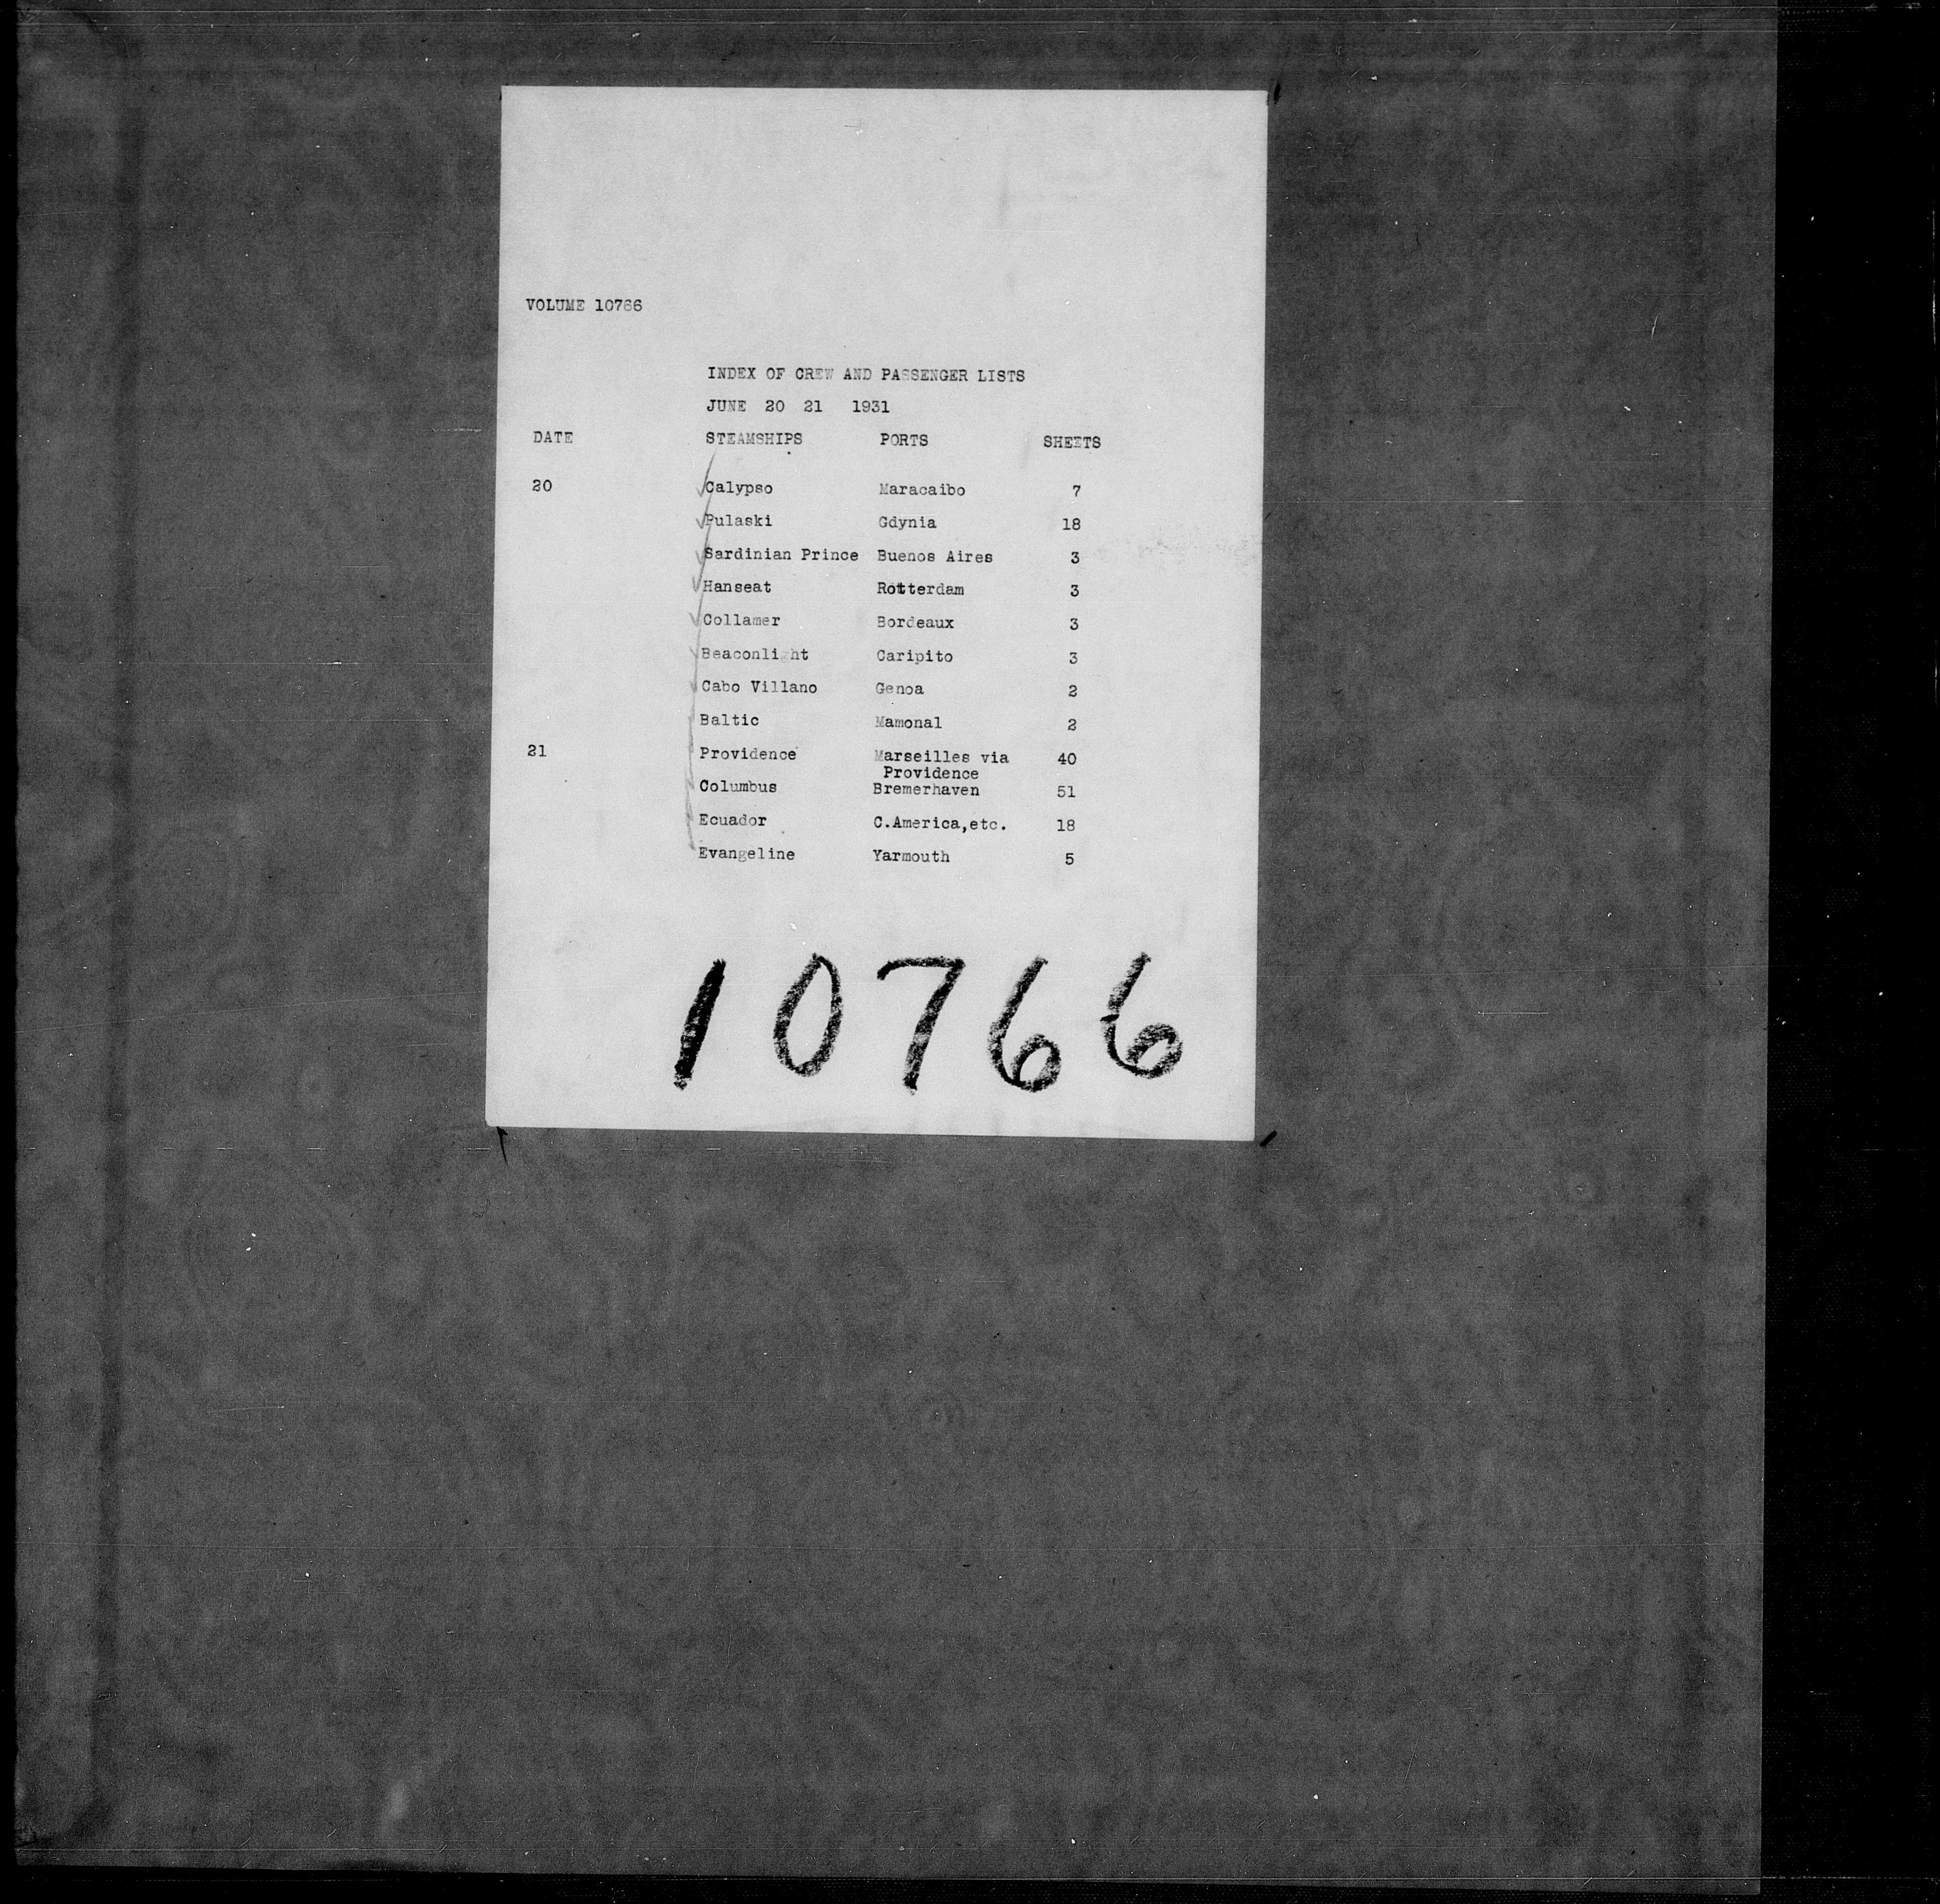 VOLUME 10766
INDEX OF CREW AND PASSENGER LISTS
JUNE 20 21 1931
DATE STEAMSHIPS PORTS SHEETS
20 Calypso Maracaibo 7
Pulaski Gdynia 18
Sardinian Prince Buenos Aires 3
Hanseat Rotterdam 3
Collamer Bordeaux 3
Beaconlight Caripito 3
Cabo Villano Genoa 2
Baltic Mamonal 2
21 Providence Marseilles via 40
Providence
Columbus Bremerhaven 51
Ecuador C.America,etc. 18
Evangeline Yarmouth 5
10766